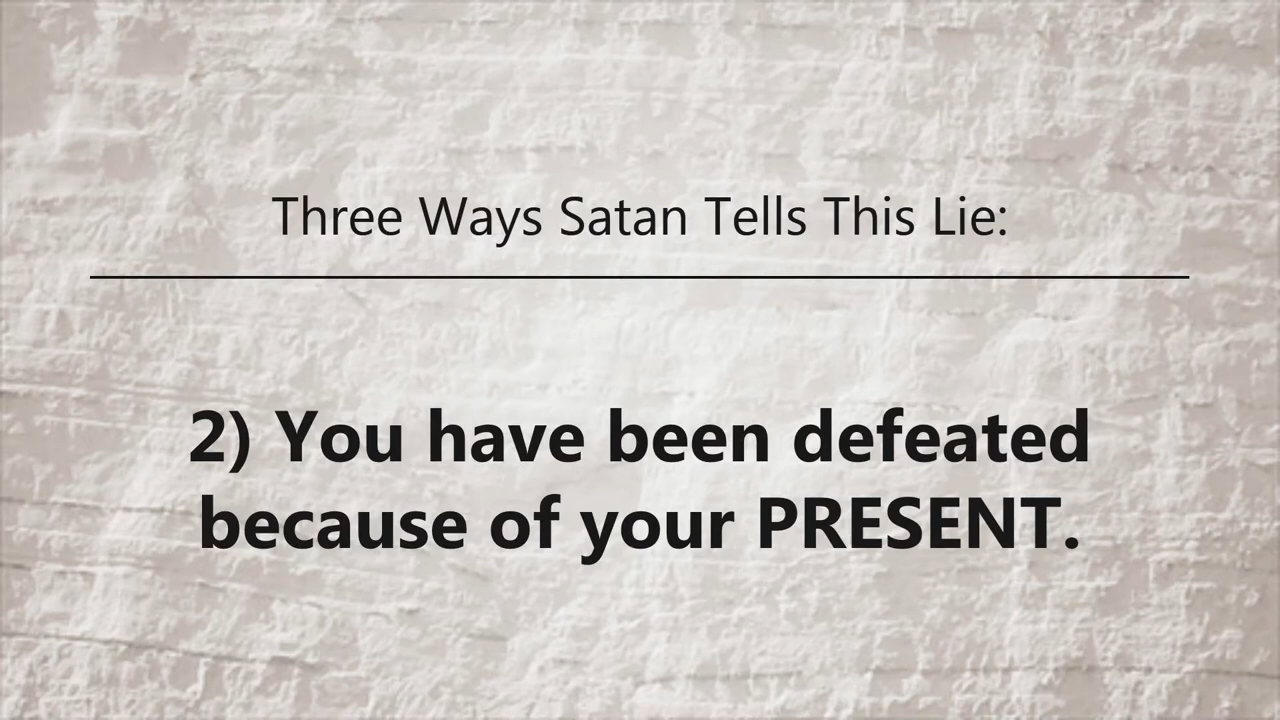 Three Ways Satan Tells This Lie:
2) You have been defeated
because of your PRESENT.